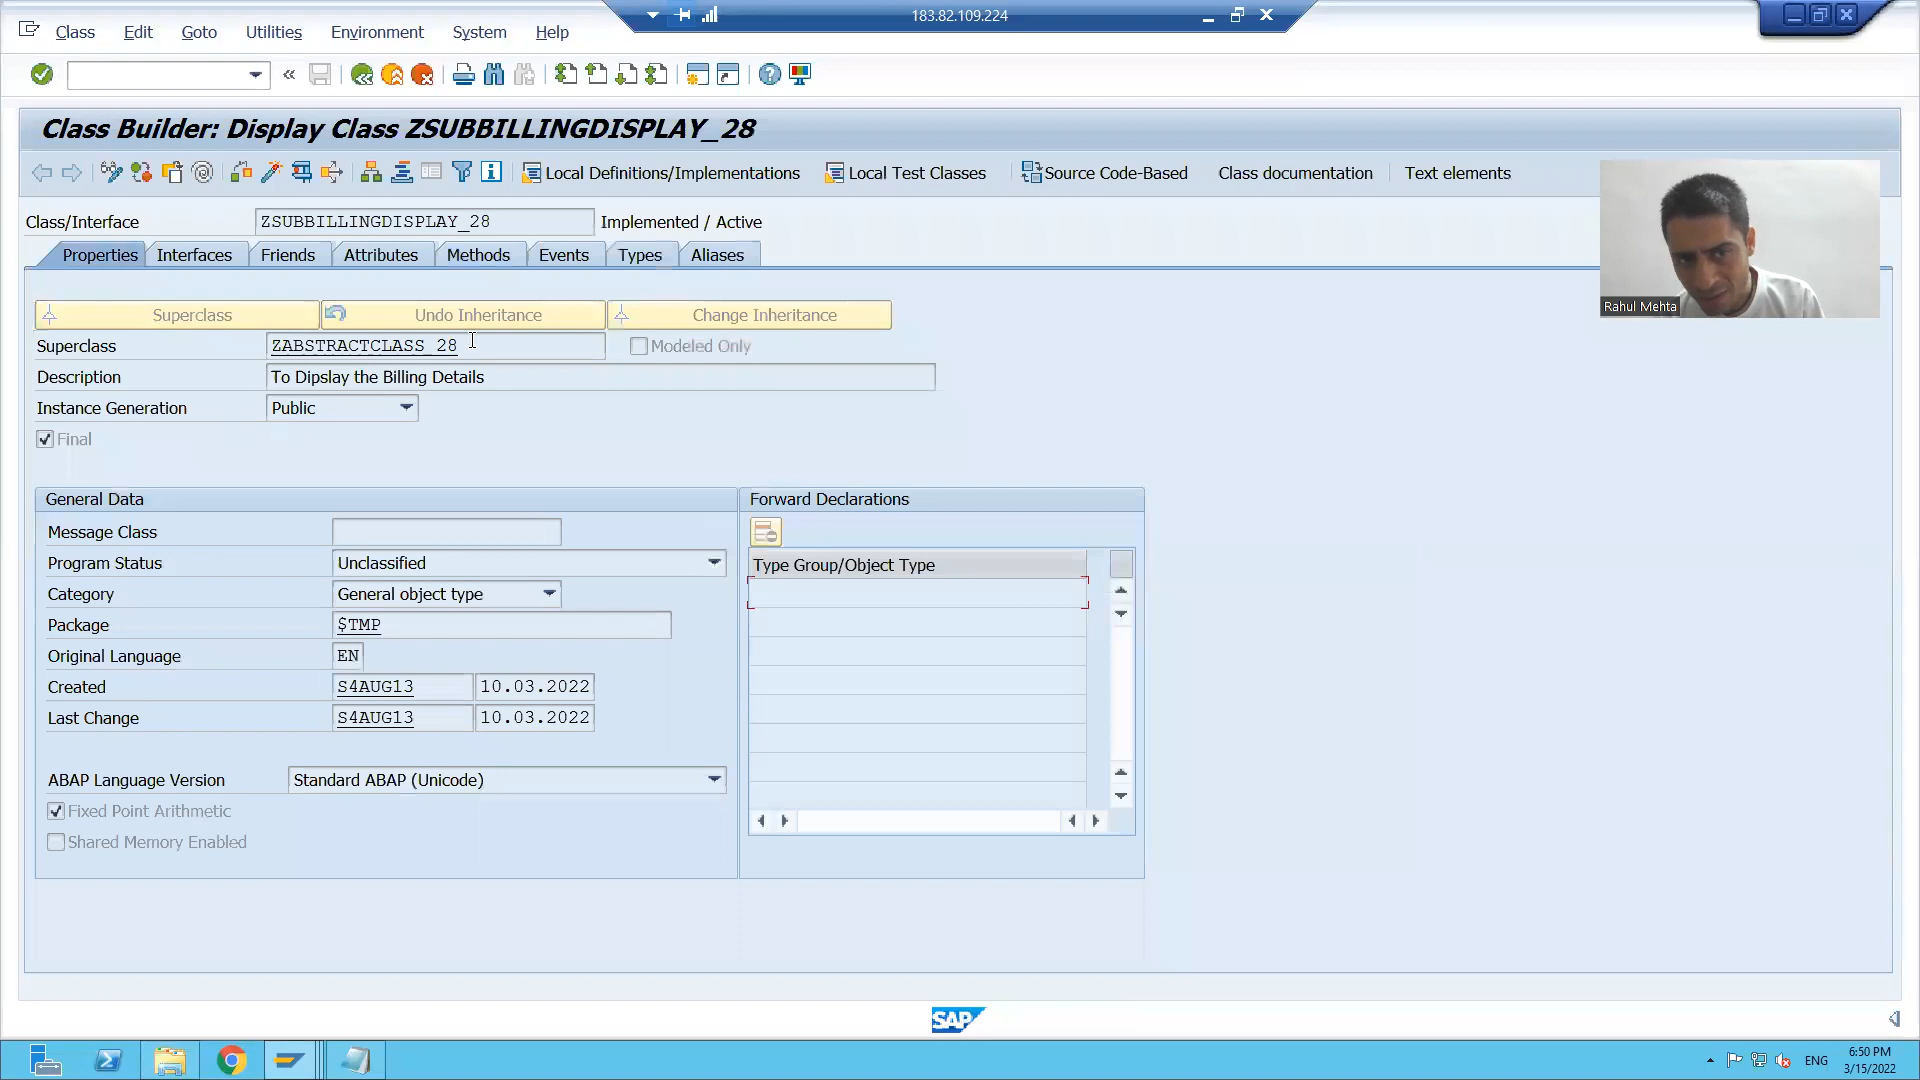 183.82.109.224
Class Edit Goto Utilities Environment System Help
Class Builder: Display Class ZSUBBILLINGDISPLAY_28
Local Definitions/Implementations Local Test Classes Source Code-Based Class documentation Text elements
Class/Interface ZSUBBILLINGDISPLAY_28 Implemented / Active
Properties Interfaces Friends Attributes Methods Events Types Aliases
Superclass Undo Inheritance Change Inheritance
Superclass ZABSTRACTCLASS_28 Modeled Only
Description To Dipslay the Billing Details
Instance Generation Public
Final
General Data Forward Declarations
Message Class
Program Status Unclassified
Type Group/Object Type
Category General object type
Package $TMP
Original Language EN
Created S4AUG13 10.03.2022
Last Change S4AUG13 10.03.2022
ABAP Language Version Standard ABAP (Unicode)
Fixed Point Arithmetic
Shared Memory Enabled
Rahul Mehta
SAP
ENG
6:50 PM
3/15/2022